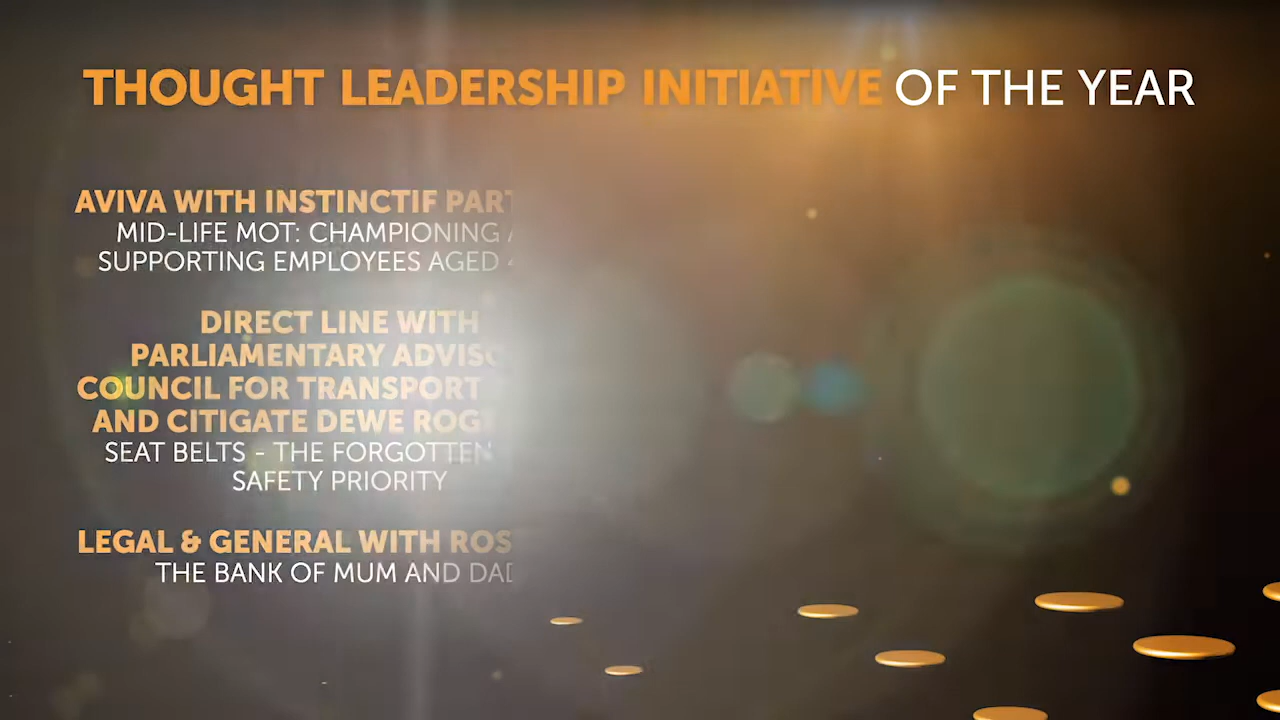 THOUGHT LEADERSHIP INITIATIVE OF THE YEAR
AVIVA WITH INSTINCTIF
MID-LIFE MOT: CHAMPIONING
SUPPORTING EMPLOYEES AGED
DIRECT LINE WITH
PARLIAMENTARY
COUNCIL FOR TRANSPORT
AND CITIGATE DEWE
SEAT BELTS - THE FORGOTTEN
SAFETY PRIORITY
LEGAL & GENERAL WITH
THE BANK OF MUM AND DAD